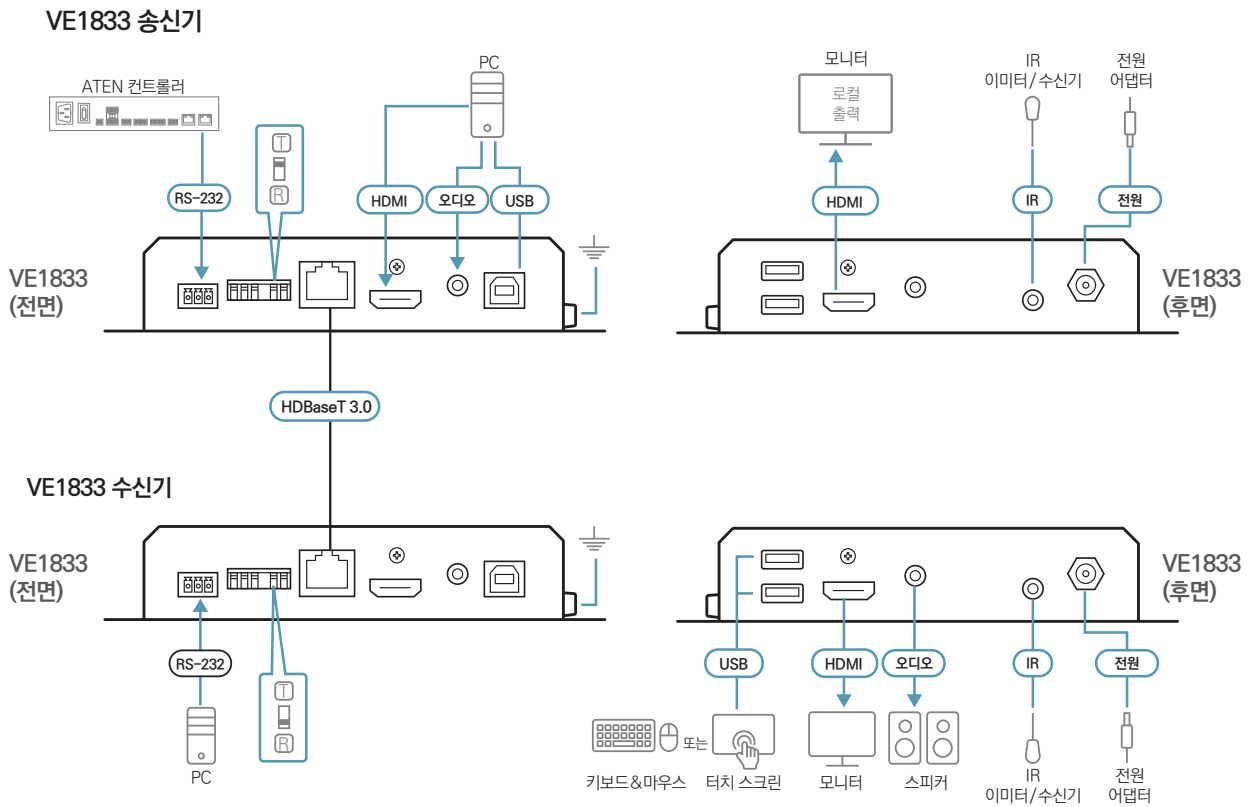 VE1833 송신기
ATEN 컨트롤러
PC
모니터
IR
이미터/수신기
전원
어댑터
로컬
출력
T
R
RS-232
HDMI
오디오
USB
HDMI
IR
전원
VE1833
(전면)
VE1833
(후면)
HDBaseT 3.0
VE1833 수신기
VE1833
(전면)
VE1833
(후면)
RS-232
USB
HDMI
오디오
IR
전원
T
R
PC
또는
키보드&마우스
터치 스크린
모니터
스피커
IR
이미터/수신기
전원
어댑터